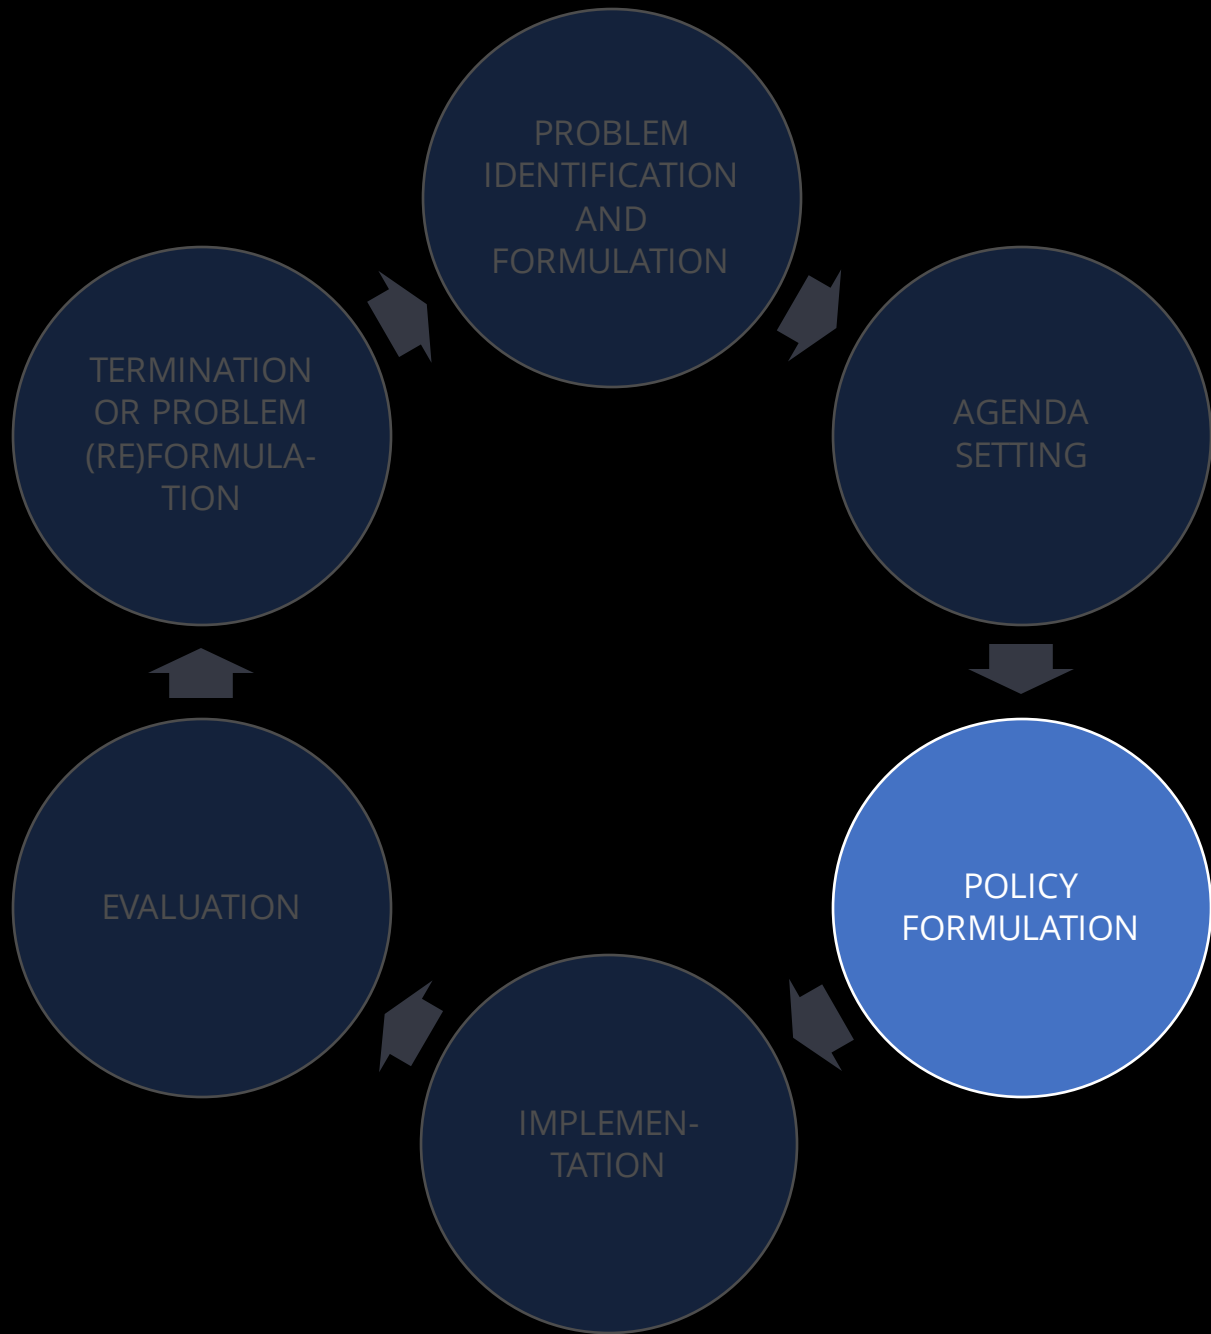 PROBLEM
IDENTIFICATION
AND
FORMULATION
AGENDA
SETTING
POLICY
FORMULATION
IMPLEMEN-
TATION
EVALUATION
TERMINATION
OR PROBLEM
(RE)FORMULA-
TION